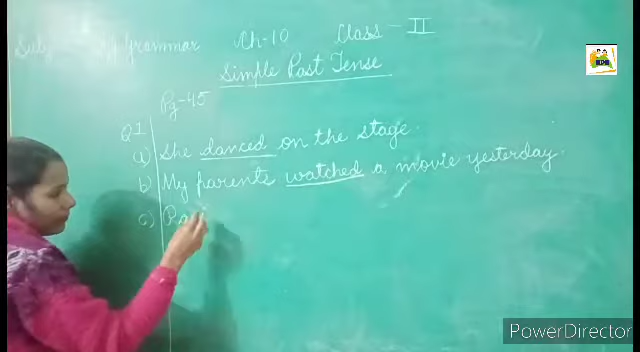 Grammar Ch-10 Class - II
Simple Past Tense
Pg-45
Q1
a) She danced on the stage.
b) My parents watched a movie yesterday.
c)
PowerDirector